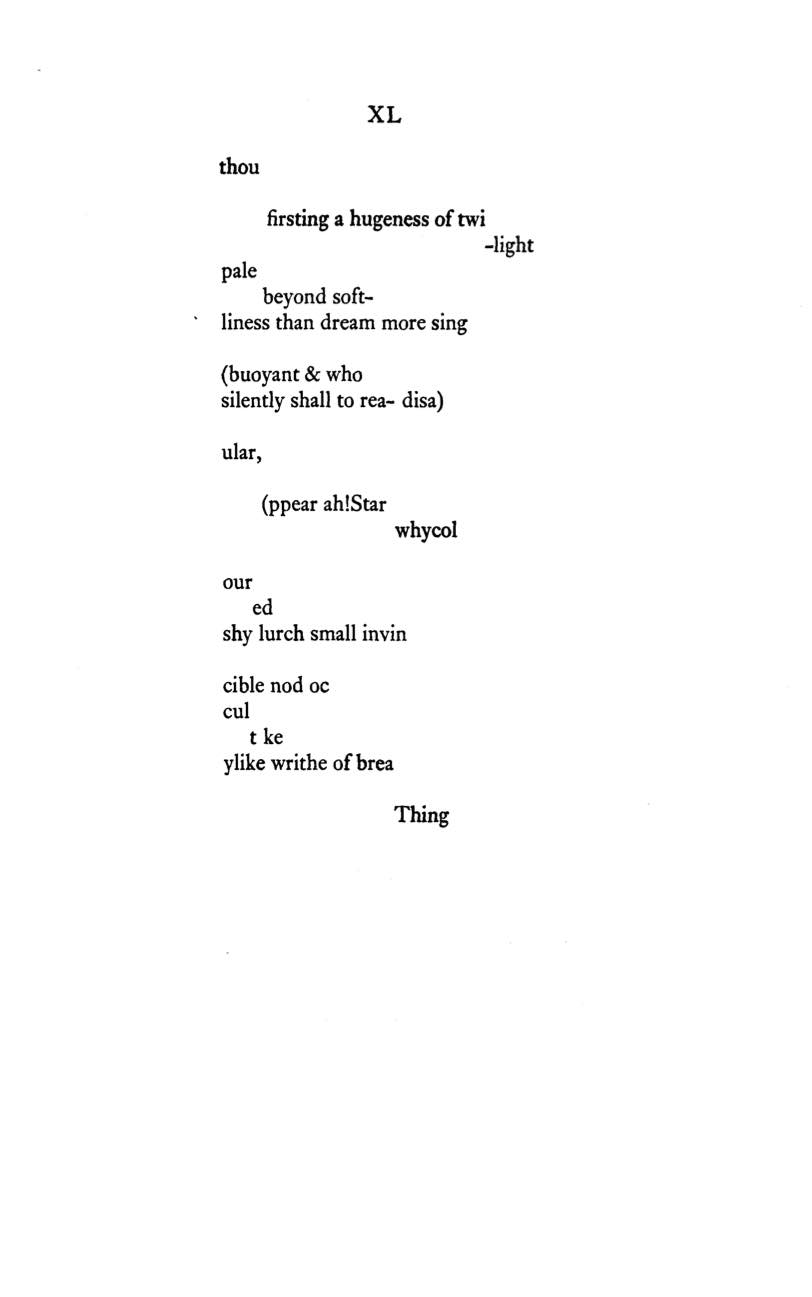 XL
thou
firsting a hugeness of twi
-light
pale
beyond soft-
liness than dream more sing
(buoyant & who
silently shall to rea- disa)
ular,
(ppear ah!Star
whycol
our
ed
shy lurch small invin
cible nod oc
cul
t ke
ylike writhe of brea
Thing